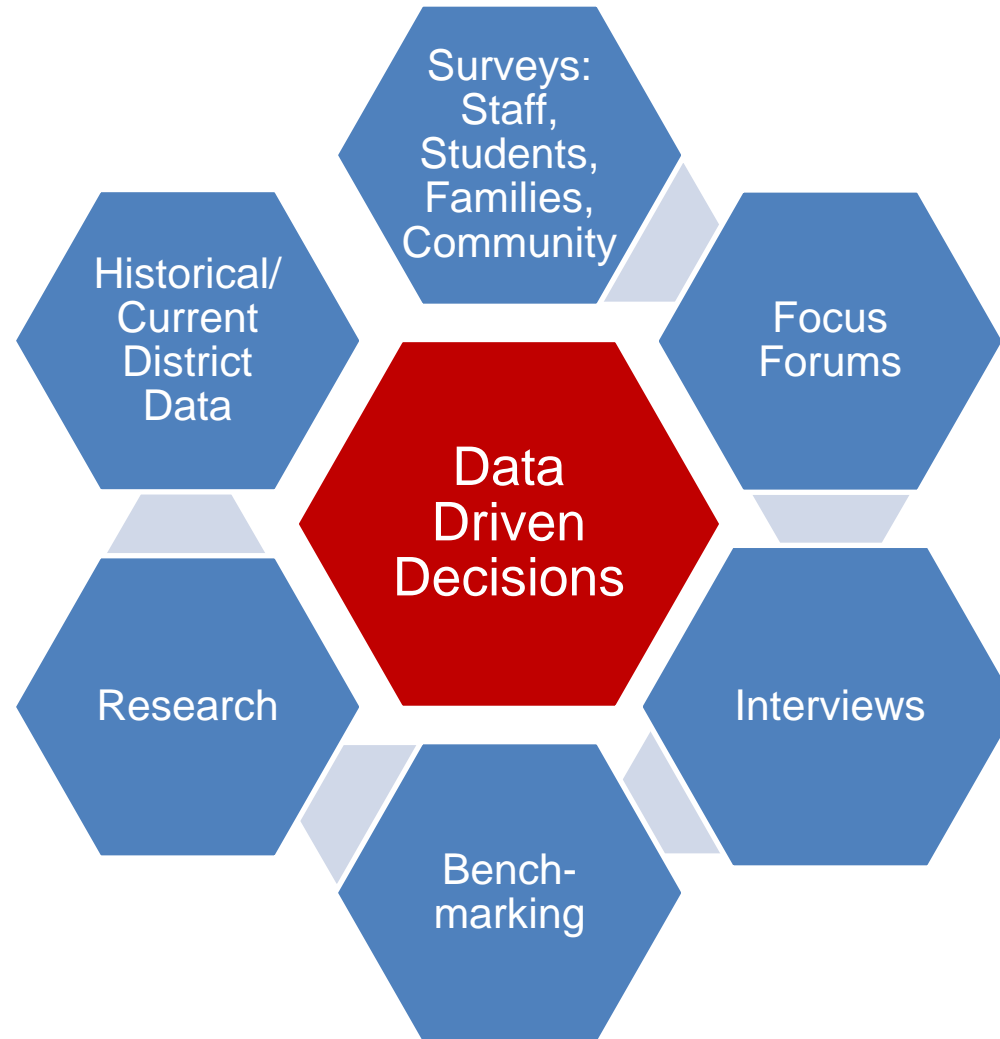 Surveys:
Staff,
Students,
Families,
Community
Historical/
Current
District
Data
Focus
Forums
Data
Driven
Decisions
Research
Interviews
Bench-
marking